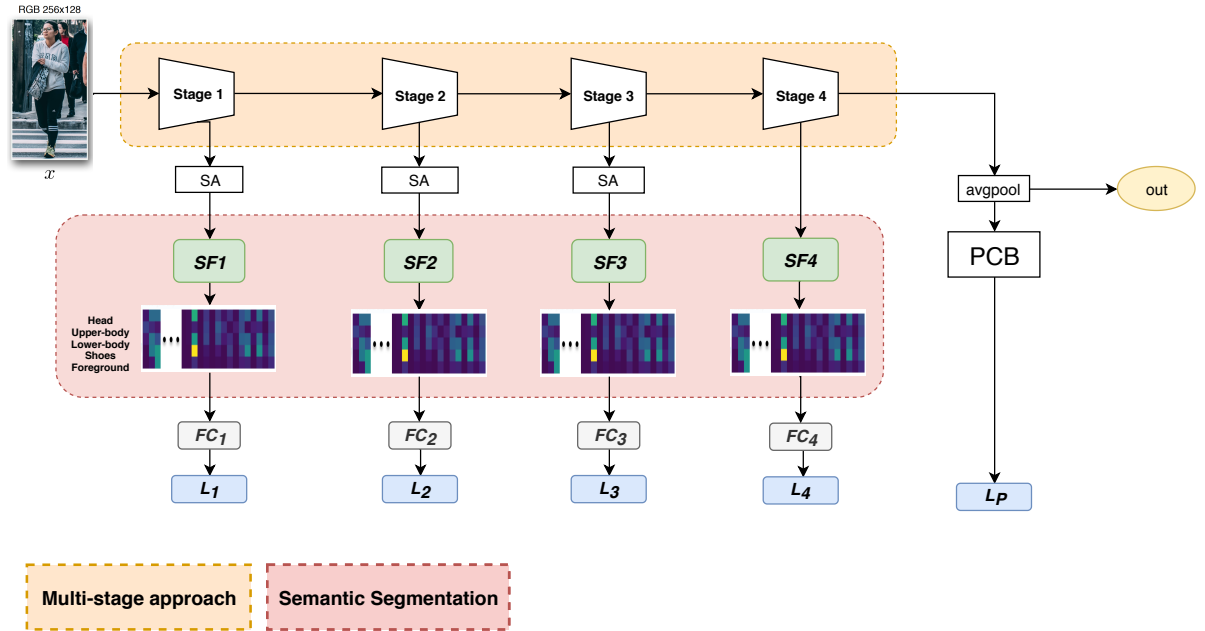 RGB 256x128
x
Stage 1
Stage 2
Stage 3
Stage 4
SA
SA
SA
avgpool
out
PCB
SF1
SF2
SF3
SF4
Head
Upper-body
Lower-body
Shoes
Foreground
FC1
FC2
FC3
FC4
L1
L2
L3
L4
LP
Multi-stage approach
Semantic Segmentation